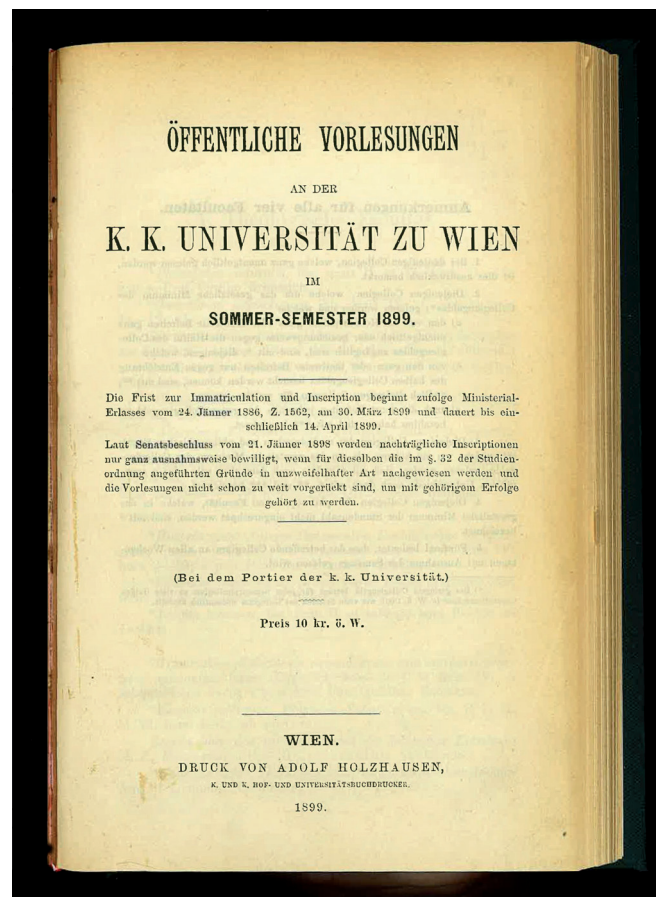 ÖFFENTLICHE VORLESUNGEN
AN DER
K. K. UNIVERSITÄT ZU WIEN
IM
SOMMER-SEMESTER 1899.
Die Frist zur Immatriculation und Inscription beginnt zufolge Ministerial-
Erlasses vom 24. Jänner 1886, Z. 1562, am 30. März 1899 und dauert bis ein-
schließlich 14. April 1899.
Laut Senatsbeschluss vom 21. Jänner 1898 werden nachträgliche Inscriptionen
nur ganz ausnahmsweise bewilligt, wenn für dieselben die im §. 32 der Studien-
ordnung angeführten Gründe in unzweifelhafter Art nachgewiesen werden und
die Vorlesungen nicht schon zu weit vorgerückt sind, um mit gehörigem Erfolge
gehört zu werden.
(Bei dem Portier der k. k. Universität.)
Preis 10 kr. ö. W.
WIEN.
DRUCK VON ADOLF HOLZHAUSEN,
K. UND K. HOF- UND UNIVERSITÄTSBUCHDRUCKER.
1899.